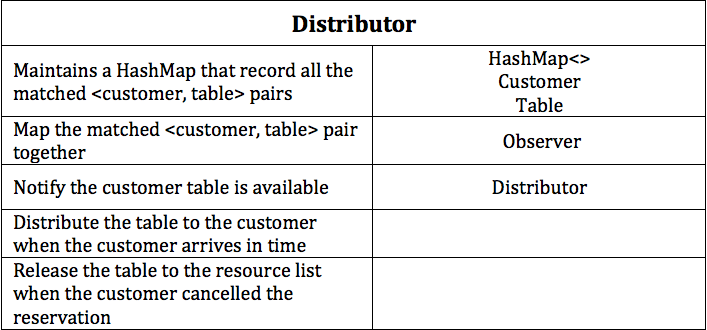 Distributor
Maintains a HashMap that record all the
matched <customer, table> pairs
HashMap<>
Customer
Table
Map the matched <customer, table> pair
together
Observer
Notify the customer table is available
Distributor
Distribute the table to the customer
when the customer arrives in time
Release the table to the resource list
when the customer cancelled the
reservation